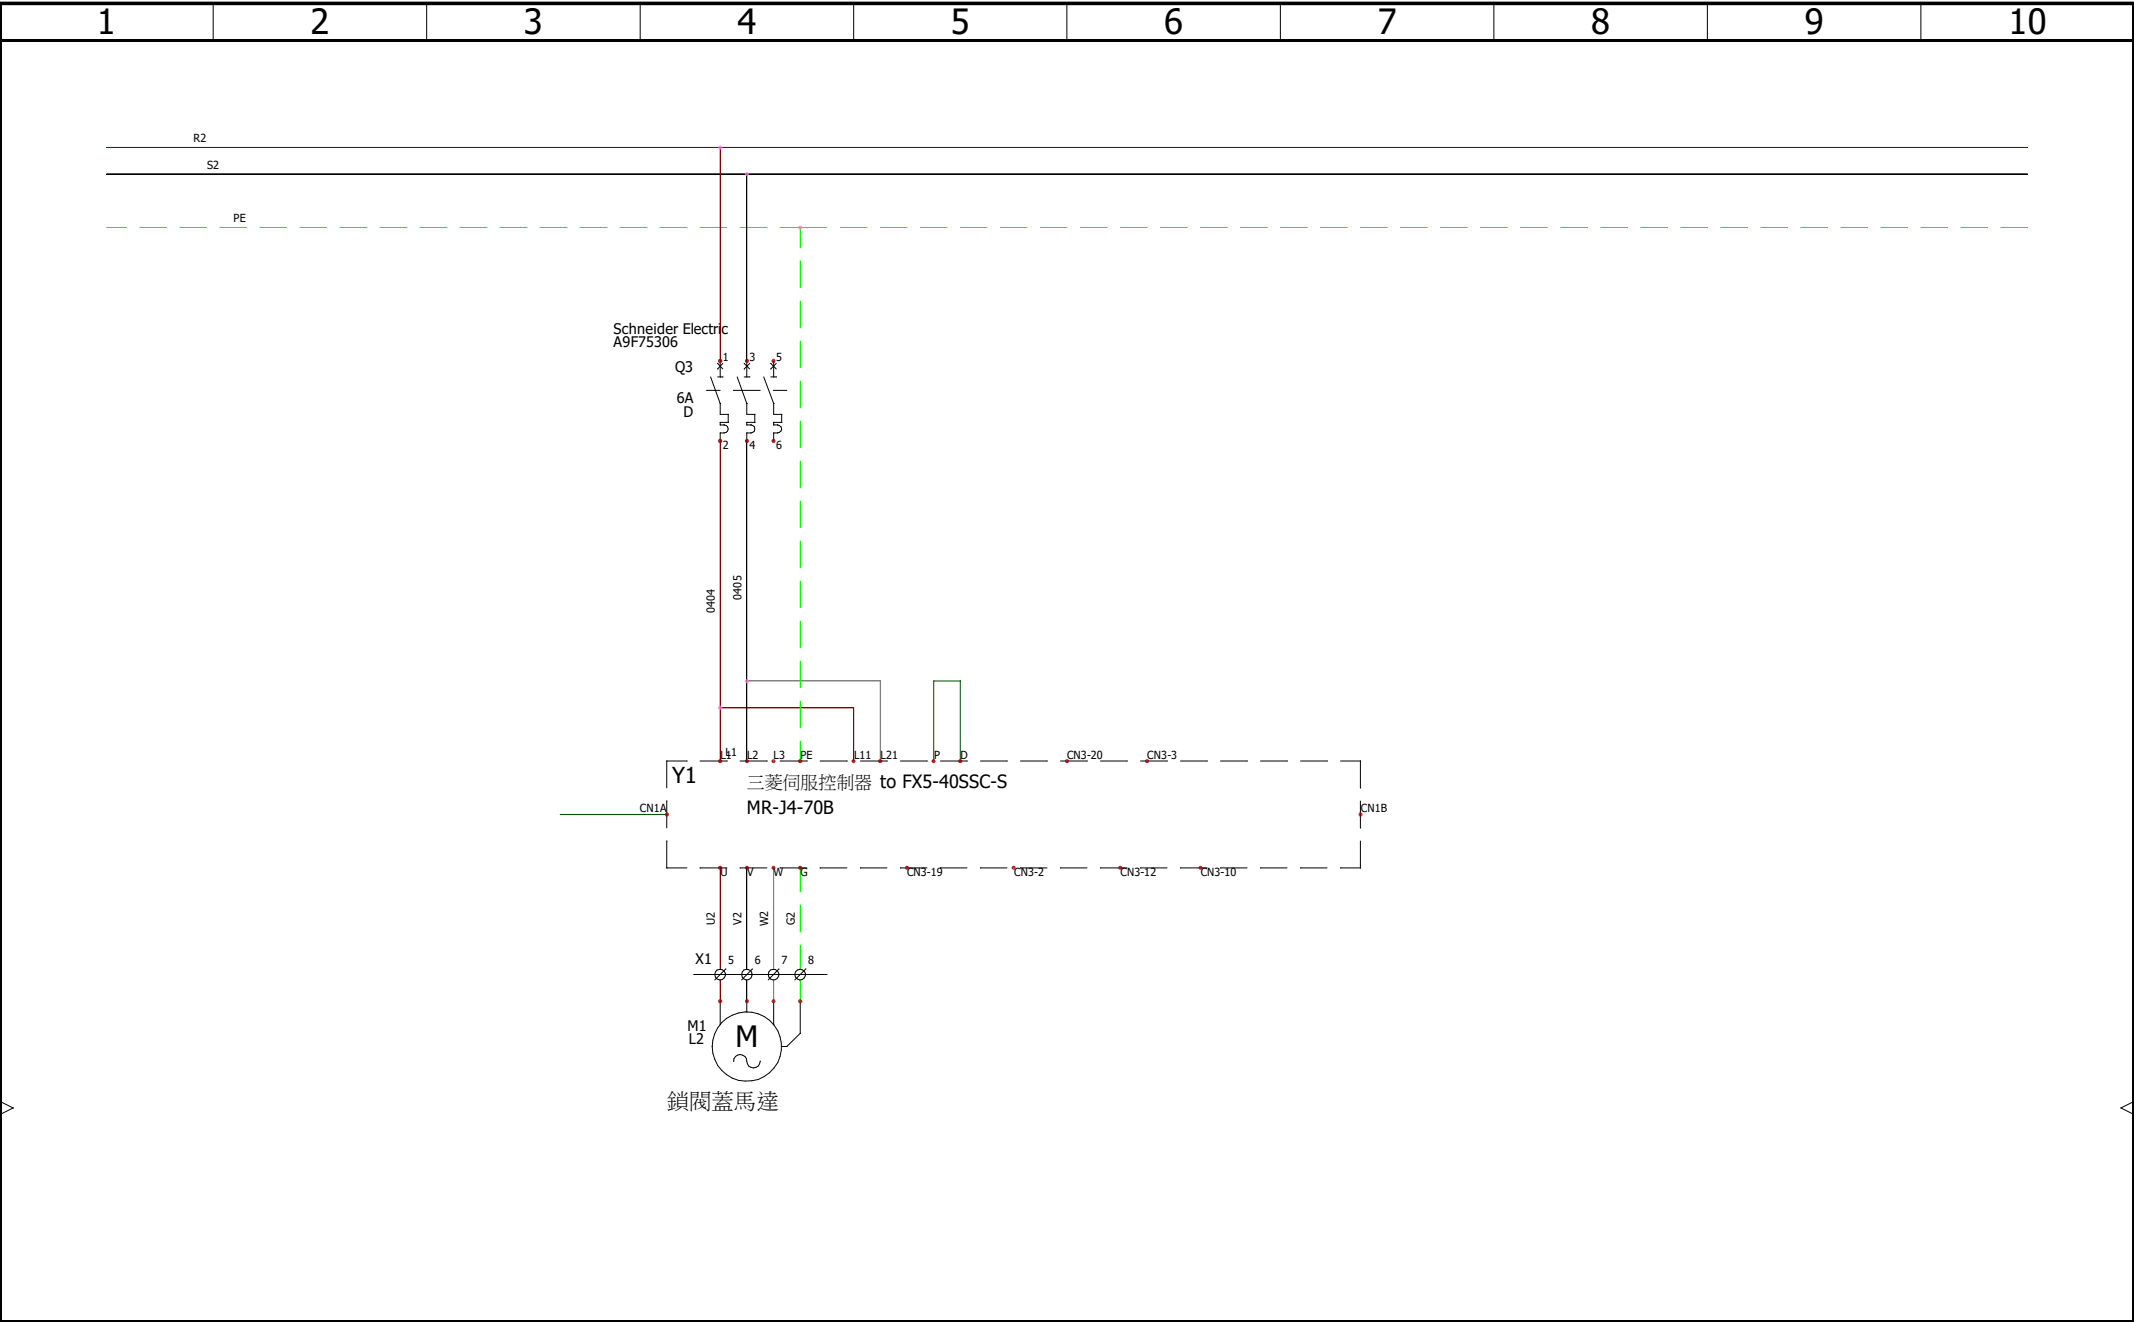 1 2 3 4 5 6 7 8 9 10
R2
S2
PE
Schneider Electric
A9F75306
1 3 5
Q3
6A
D
2 4 6
0404 0405
L1 L1 L2 L3 PE L11 L21 P D CN3-20 CN3-3
Y1 三菱伺服控制器 to FX5-40SSC-S
MR-J4-70B
CN1A CN1B
U V W G CN3-19 CN3-2 CN3-12 CN3-10
U2 V2 W2 G2
X1 5 6 7 8
M1
L2
M
鎖閥蓋馬達